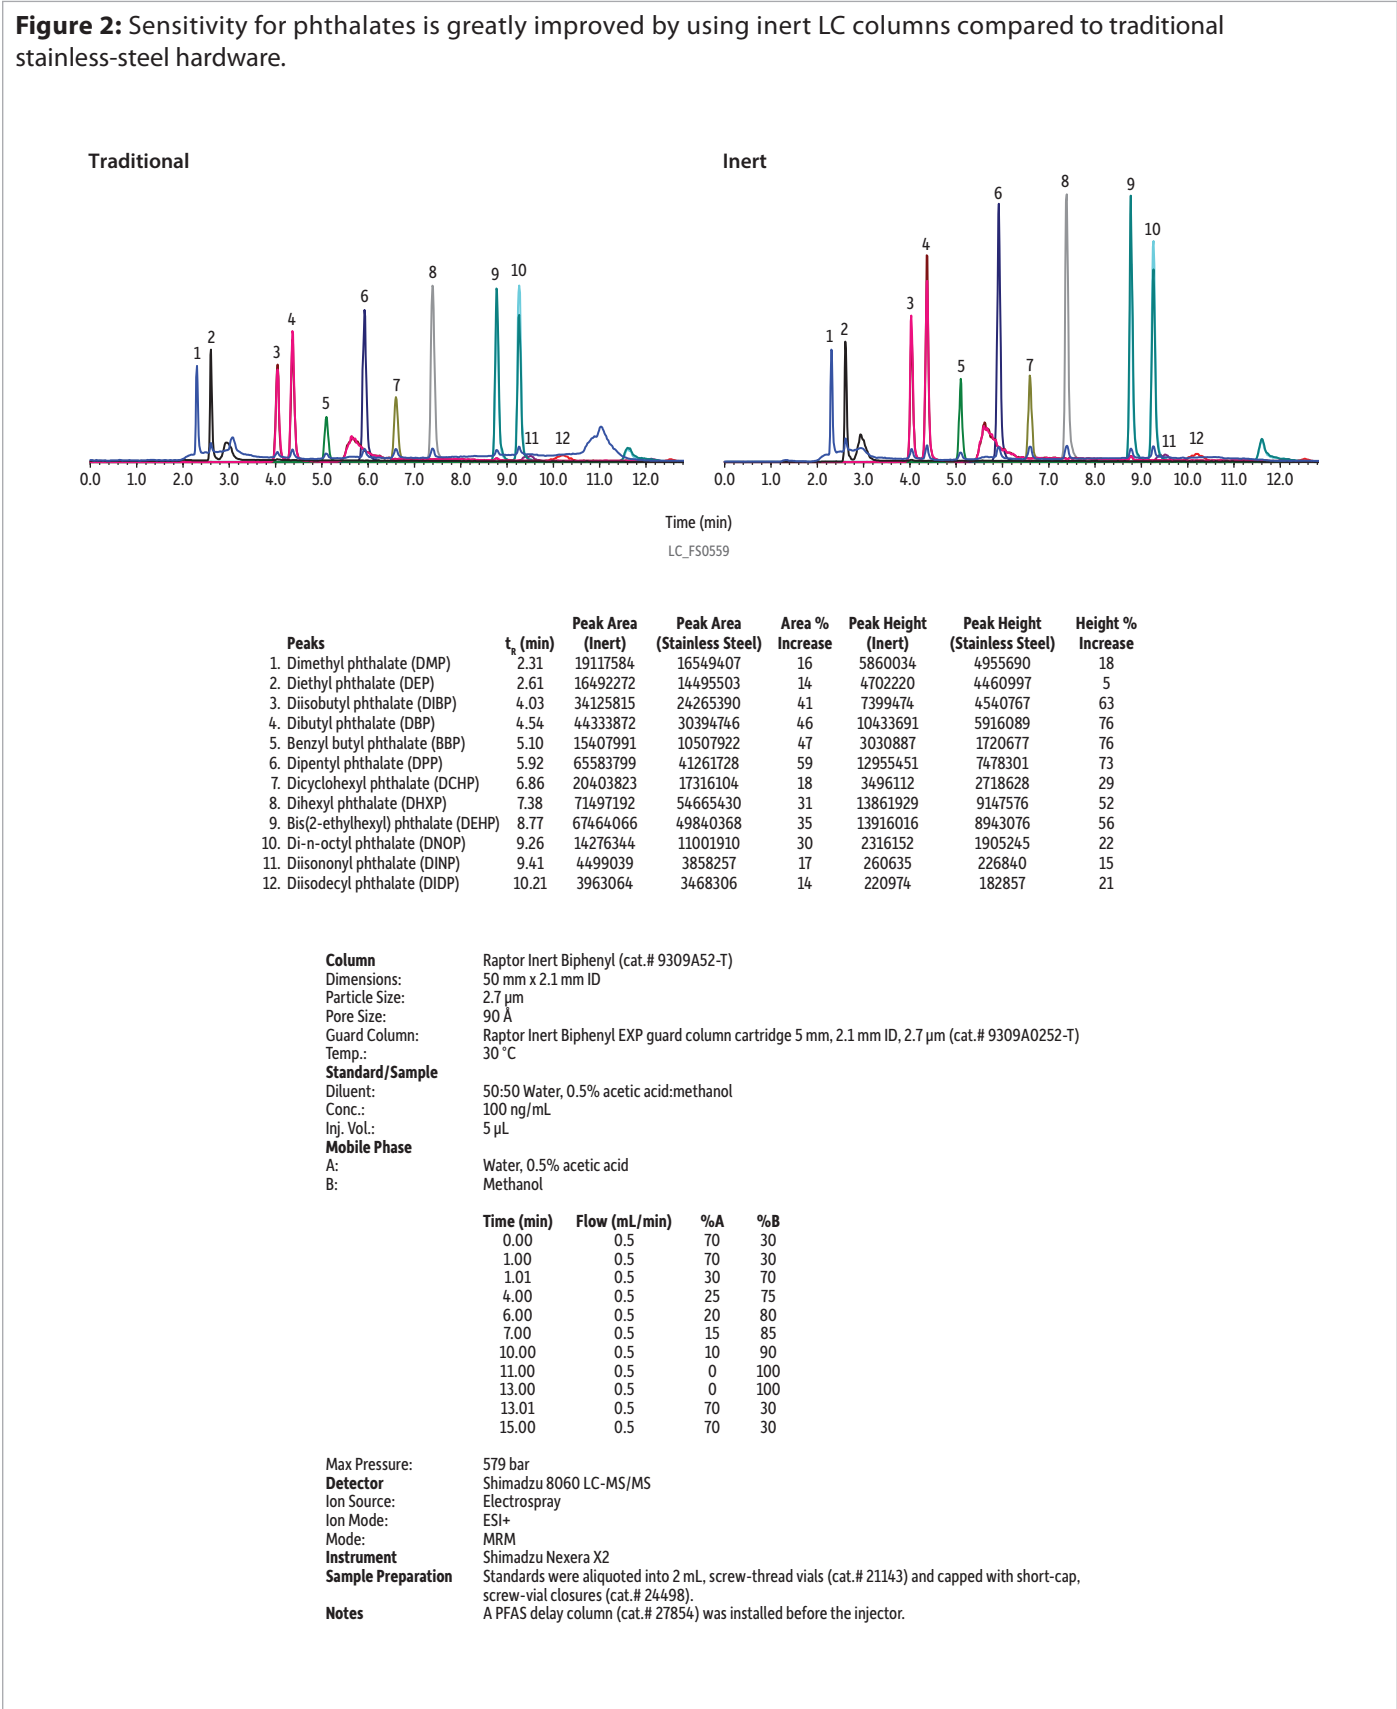 Figure 2: Sensitivity for phthalates is greatly improved by using inert LC columns compared to traditional
stainless-steel hardware.
Traditional
1 2 3 4 5 6 7 8 9 10 11 12
0.0 1.0 2.0 3.0 4.0 5.0 6.0 7.0 8.0 9.0 10.0 11.0 12.0
Inert
1 2 3 4 5 6 7 8 9 10 11 12
0.0 1.0 2.0 3.0 4.0 5.0 6.0 7.0 8.0 9.0 10.0 11.0 12.0
Time (min)
LC_FS0559
Peaks tR (min) Peak Area (Inert) Peak Area (Stainless Steel) Area % Increase Peak Height (Inert) Peak Height (Stainless Steel) Height % Increase
1. Dimethyl phthalate (DMP) 2.31 19117584 16549407 16 5860034 4955690 18
2. Diethyl phthalate (DEP) 2.61 16492272 14495503 14 4702220 4460997 5
3. Diisobutyl phthalate (DIBP) 4.03 34125815 24265390 41 7399474 4540767 63
4. Dibutyl phthalate (DBP) 4.54 44333872 30394746 46 10433691 5916089 76
5. Benzyl butyl phthalate (BBP) 5.10 15407991 10507922 47 3030887 1720677 76
6. Dipentyl phthalate (DPP) 5.92 65583799 41261728 59 12955451 7478301 73
7. Dicyclohexyl phthalate (DCHP) 6.86 20403823 17316104 18 3496112 2718628 29
8. Dihexyl phthalate (DHXP) 7.38 71497192 54665430 31 13861929 9147576 52
9. Bis(2-ethylhexyl) phthalate (DEHP) 8.77 67464066 49840368 35 13916016 8943076 56
10. Di-n-octyl phthalate (DNOP) 9.26 14276344 11001910 30 2316152 1905245 22
11. Diisononyl phthalate (DINP) 9.41 4499039 3858257 17 260635 226840 15
12. Diisodecyl phthalate (DIDP) 10.21 3963064 3468306 14 220974 182857 21
Column Raptor Inert Biphenyl (cat.# 9309A52-T)
Dimensions: 50 mm x 2.1 mm ID
Particle Size: 2.7 µm
Pore Size: 90 Å
Guard Column: Raptor Inert Biphenyl EXP guard column cartridge 5 mm, 2.1 mm ID, 2.7 µm (cat.# 9309A0252-T)
Temp.: 30 °C
Standard/Sample
Diluent: 50:50 Water, 0.5% acetic acid:methanol
Conc.: 100 ng/mL
Inj. Vol.: 5 µL
Mobile Phase
A: Water, 0.5% acetic acid
B: Methanol
Time (min) Flow (mL/min) %A %B
0.00 0.5 70 30
1.00 0.5 70 30
1.01 0.5 30 70
4.00 0.5 25 75
6.00 0.5 20 80
7.00 0.5 15 85
10.00 0.5 10 90
11.00 0.5 0 100
13.00 0.5 0 100
13.01 0.5 70 30
15.00 0.5 70 30
Max Pressure: 579 bar
Detector Shimadzu 8060 LC-MS/MS
Ion Source: Electrospray
Ion Mode: ESI+
Mode: MRM
Instrument Shimadzu Nexera X2
Sample Preparation Standards were aliquoted into 2 mL, screw-thread vials (cat.# 21143) and capped with short-cap,
screw-vial closures (cat.# 24498).
Notes A PFAS delay column (cat.# 27854) was installed before the injector.